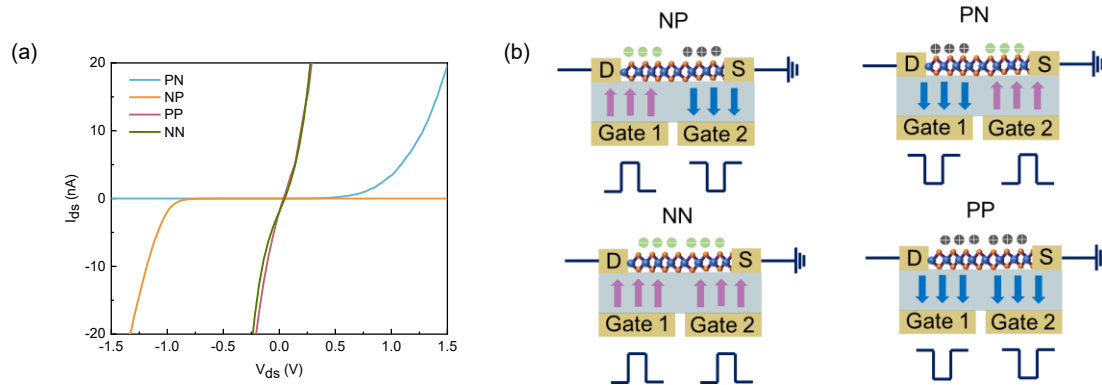 (a)
PN
NP
PP
NN
20
10
0
-10
-20
-1.5 -1.0 -0.5 0.0 0.5 1.0 1.5
I_ds (nA)
V_ds (V)
(b)
NP
D S
Gate 1 Gate 2
PN
D S
Gate 1 Gate 2
NN
D S
Gate 1 Gate 2
PP
D S
Gate 1 Gate 2